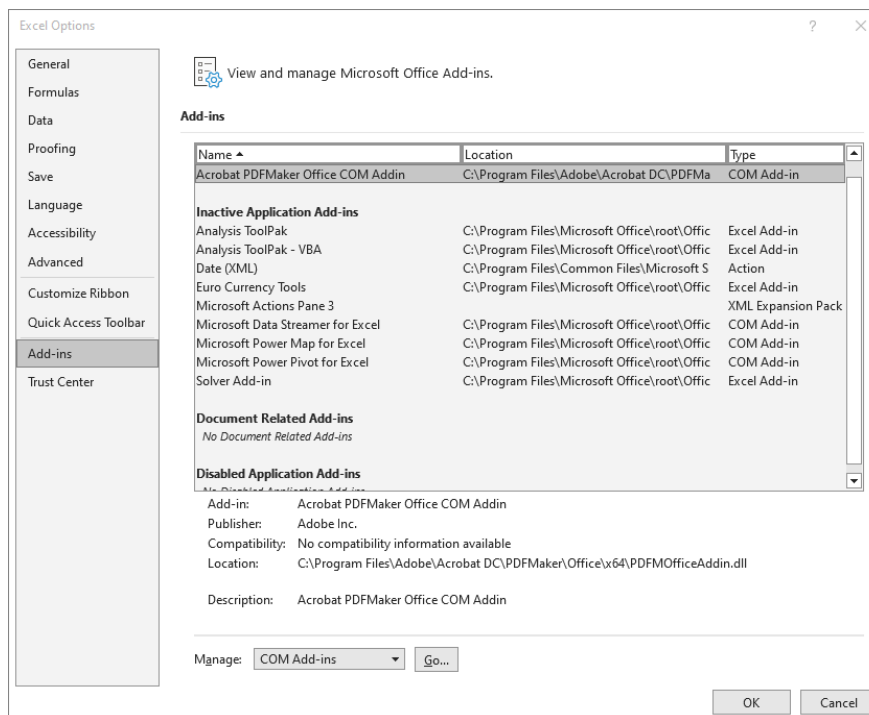 Excel Options ? ×
General
Formulas
Data
Proofing
Save
Language
Accessibility
Advanced
Customize Ribbon
Quick Access Toolbar
Add-ins
Trust Center
View and manage Microsoft Office Add-ins.
Add-ins
Name Location Type
Acrobat PDFMaker Office COM Addin C:\Program Files\Adobe\Acrobat DC\PDFMa COM Add-in
Inactive Application Add-ins
Analysis ToolPak C:\Program Files\Microsoft Office\root\Offic Excel Add-in
Analysis ToolPak - VBA C:\Program Files\Microsoft Office\root\Offic Excel Add-in
Date (XML) C:\Program Files\Common Files\Microsoft S Action
Euro Currency Tools C:\Program Files\Microsoft Office\root\Offic Excel Add-in
Microsoft Actions Pane 3 XML Expansion Pack
Microsoft Data Streamer for Excel C:\Program Files\Microsoft Office\root\Offic COM Add-in
Microsoft Power Map for Excel C:\Program Files\Microsoft Office\root\Offic COM Add-in
Microsoft Power Pivot for Excel C:\Program Files\Microsoft Office\root\Offic COM Add-in
Solver Add-in C:\Program Files\Microsoft Office\root\Offic Excel Add-in
Document Related Add-ins
No Document Related Add-ins
Disabled Application Add-ins
No Disabled Application Add-ins
Add-in: Acrobat PDFMaker Office COM Addin
Publisher: Adobe Inc.
Compatibility: No compatibility information available
Location: C:\Program Files\Adobe\Acrobat DC\PDFMaker\Office\x64\PDFMOfficeAddin.dll
Description: Acrobat PDFMaker Office COM Addin
Manage: COM Add-ins Go...
OK Cancel